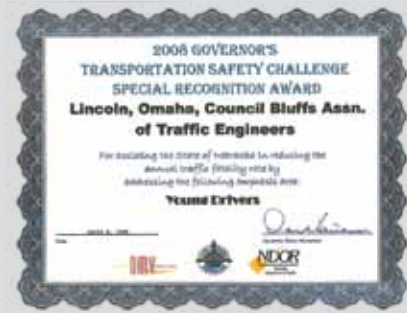 2008 GOVERNOR'S
TRANSPORTATION SAFETY CHALLENGE
SPECIAL RECOGNITION AWARD
Lincoln, Omaha, Council Bluffs Assn.
of Traffic Engineers
For assisting the State of Nebraska in reducing the
annual traffic fatality rate by
addressing the following emphasis area:
Young Drivers
DMV
NDOR